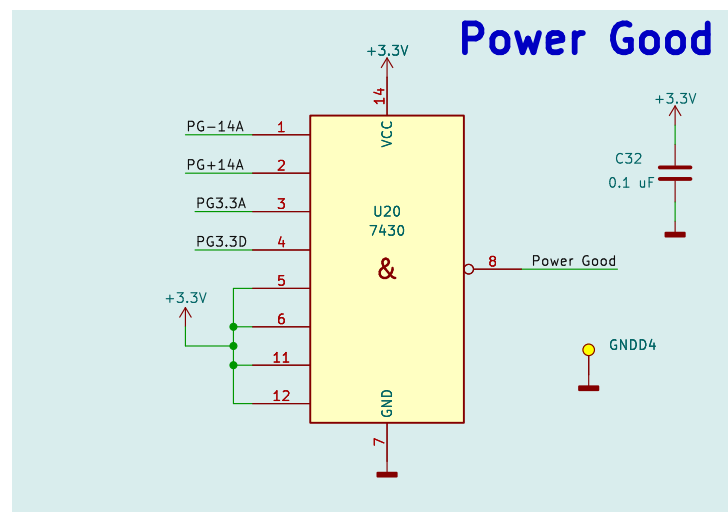 Power Good
+3.3V
14
VCC
PG-14A 1
PG+14A 2
PG3.3A 3
PG3.3D 4
5
+3.3V
6
11
12
U20
7430
&
8 Power Good
GND
7
+3.3V
C32
0.1 uF
GNDD4